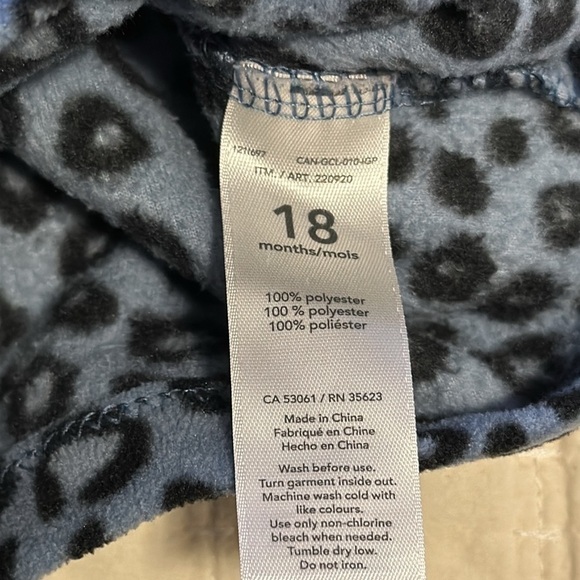 1211697 CAN-GCL-010-IGP
ITM. / ART. 220920
18
months/mois
100% polyester
100 % polyester
100% poliéster
CA 53061 / RN 35623
Made in China
Fabriqué en Chine
Hecho en China
Wash before use.
Turn garment inside out.
Machine wash cold with
like colours.
Use only non-chlorine
bleach when needed.
Tumble dry low.
Do not iron.